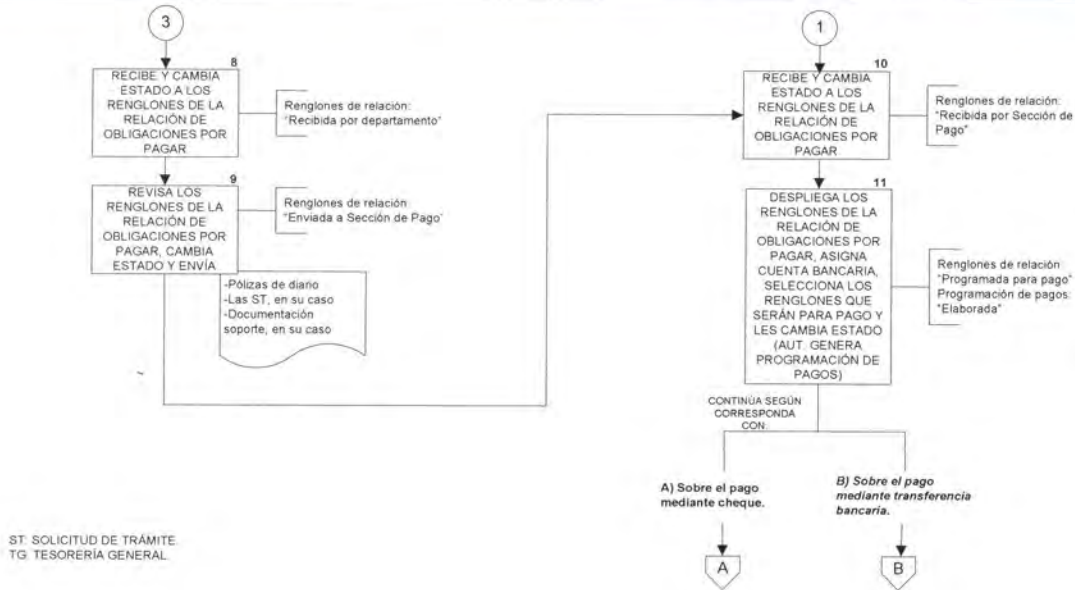 3
8
RECIBE Y CAMBIA
ESTADO A LOS
RENGLONES DE LA
RELACIÓN DE
OBLIGACIONES POR
PAGAR
Renglones de relación:
"Recibida por departamento"
9
REVISA LOS
RENGLONES DE LA
RELACIÓN DE
OBLIGACIONES POR
PAGAR, CAMBIA
ESTADO Y ENVÍA
Renglones de relación
"Enviada a Sección de Pago"
-Pólizas de diario
-Las ST, en su caso
-Documentación
soporte, en su caso
1
10
RECIBE Y CAMBIA
ESTADO A LOS
RENGLONES DE LA
RELACIÓN DE
OBLIGACIONES POR
PAGAR
Renglones de relación:
"Recibida por Sección de
Pago"
11
DESPLIEGA LOS
RENGLONES DE LA
RELACIÓN DE
OBLIGACIONES POR
PAGAR, ASIGNA
CUENTA BANCARIA,
SELECCIONA LOS
RENGLONES QUE
SERÁN PARA PAGO Y
LES CAMBIA ESTADO
(AUT. GENERA
PROGRAMACIÓN DE
PAGOS)
Renglones de relación
"Programada para pago"
Programación de pagos:
"Elaborada"
CONTINÚA SEGÚN
CORRESPONDA
CON:
A) Sobre el pago
mediante cheque.
B) Sobre el pago
mediante transferencia
bancaria.
A
B
ST: SOLICITUD DE TRÁMITE.
TG: TESORERÍA GENERAL.